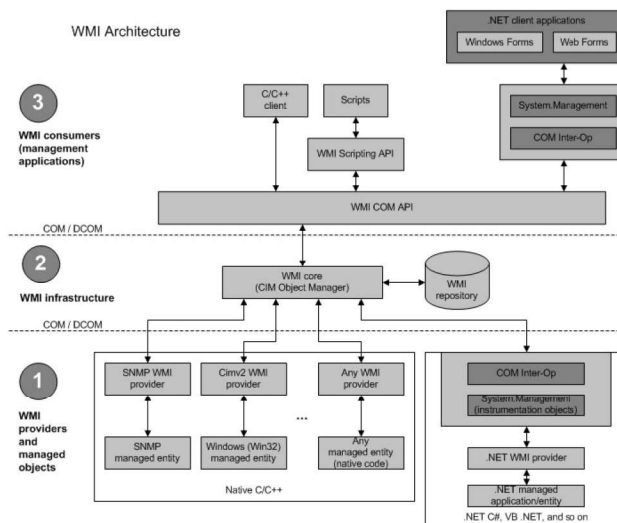 WMI Architecture
.NET client applications
Windows Forms
Web Forms
3
WMI consumers
(management
applications)
C/C++
client
Scripts
WMI Scripting API
System.Management
COM Inter-Op
WMI COM API
COM / DCOM
2
WMI infrastructure
WMI core
(CIM Object Manager)
WMI
repository
COM / DCOM
1
WMI
providers
and
managed
objects
SNMP WMI
provider
Cimv2 WMI
provider
Any WMI
provider
...
SNMP
managed entity
Windows (Win32)
managed entity
Any
managed entity
(native code)
Native C/C++
COM Inter-Op
System.Management
(instrumentation objects)
.NET WMI provider
.NET managed
application/entity
.NET C#, VB .NET, and so on